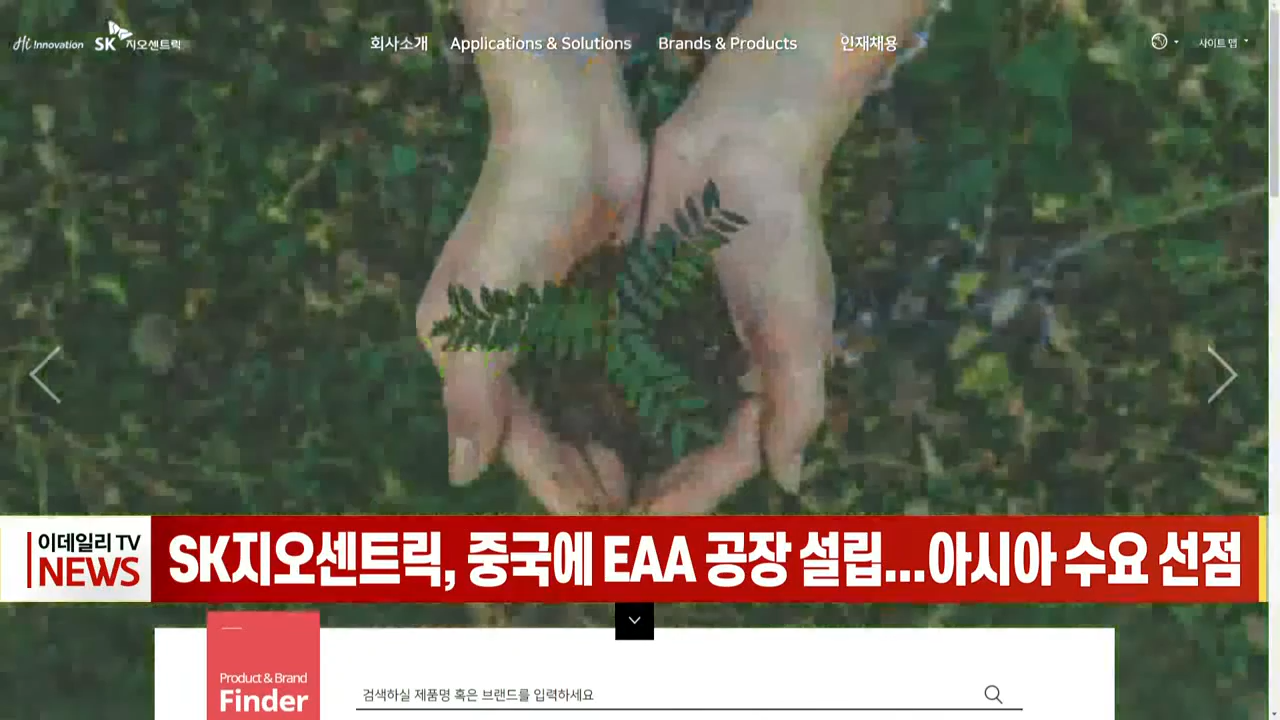 Hi Innovation SK 지오센트릭
회사소개 Applications & Solutions Brands & Products 인재채용
사이트 맵
이데일리 TV
NEWS
SK지오센트릭, 중국에 EAA 공장 설립...아시아 수요 선점
Product & Brand
Finder
검색하실 제품명 혹은 브랜드를 입력하세요